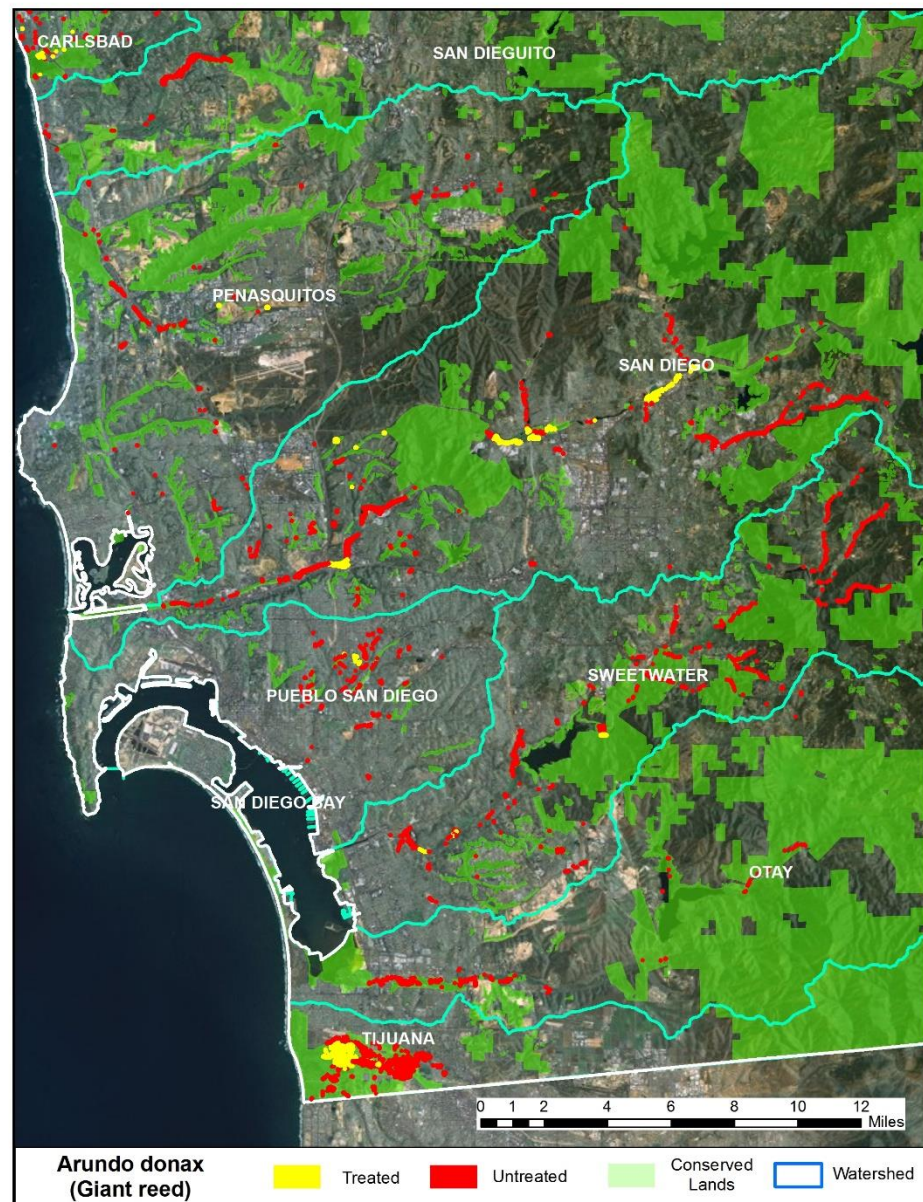 CARLSBAD
SAN DIEGUITO
PENASQUITOS
SAN DIEGO
PUEBLO SAN DIEGO
SWEETWATER
SAN DIEGO BAY
OTAY
TIJUANA
0 1 2 4 6 8 10 12
Miles
Arundo donax
(Giant reed)
Treated
Untreated
Conserved
Lands
Watershed